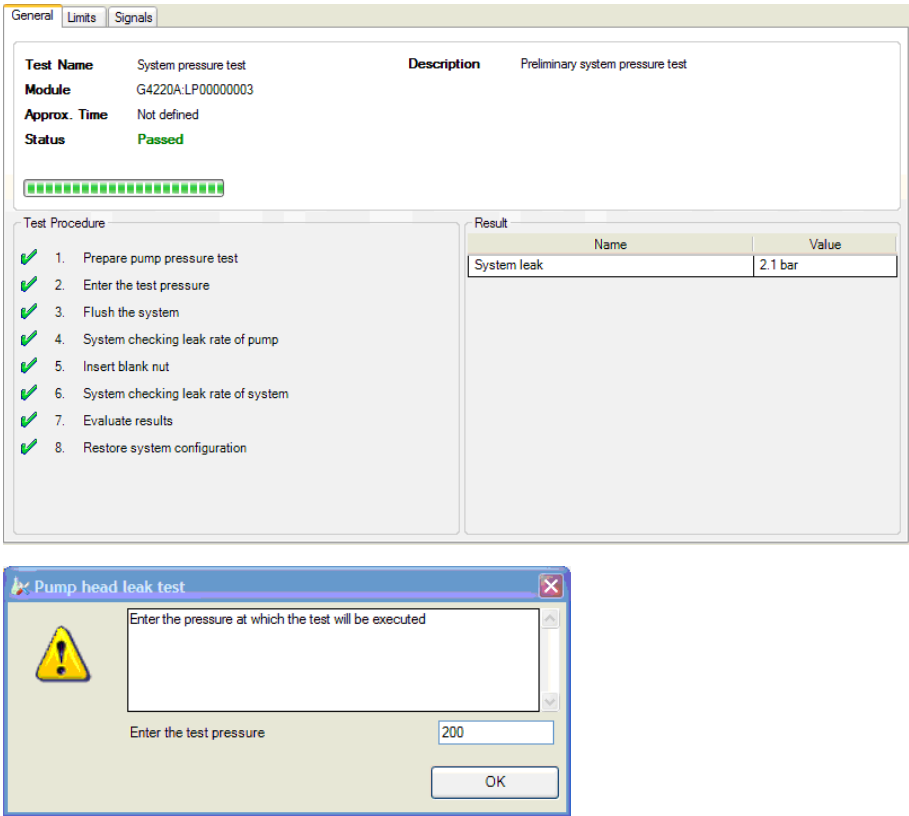 General Limits Signals
Test Name System pressure test Description Preliminary system pressure test
Module G4220A:LP00000003
Approx. Time Not defined
Status Passed
Test Procedure
1. Prepare pump pressure test
2. Enter the test pressure
3. Flush the system
4. System checking leak rate of pump
5. Insert blank nut
6. System checking leak rate of system
7. Evaluate results
8. Restore system configuration
Result
Name Value
System leak 2.1 bar
Pump head leak test
Enter the pressure at which the test will be executed
Enter the test pressure 200
OK